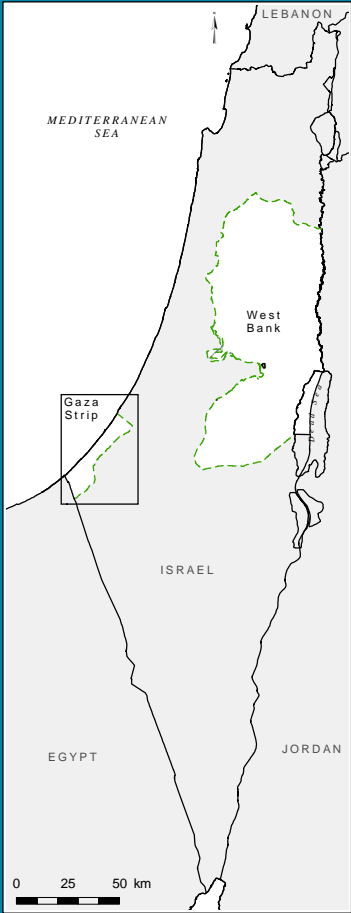 LEBANON
MEDITERRANEAN
SEA
West
Bank
Gaza
Strip
Dead Sea
ISRAEL
EGYPT
JORDAN
0 25 50 km